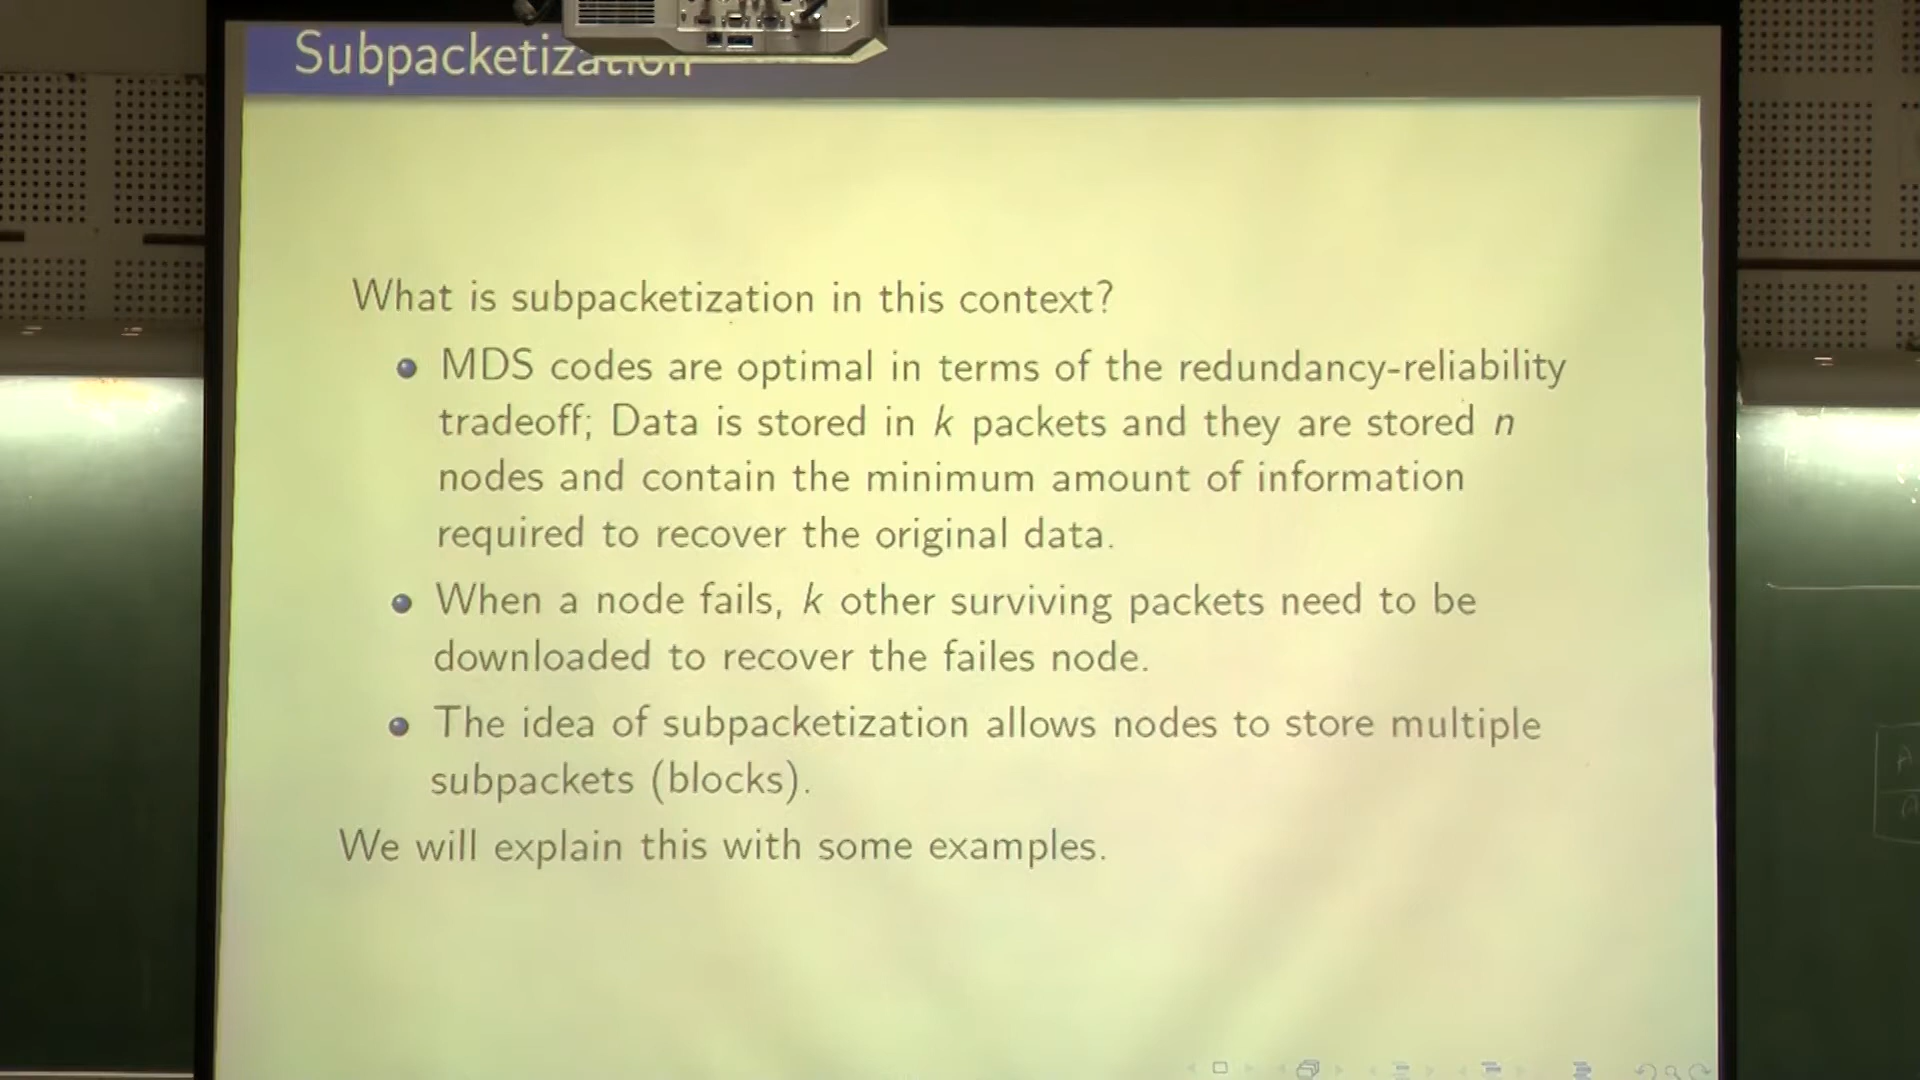 Subpacketization
What is subpacketization in this context?
MDS codes are optimal in terms of the redundancy-reliability
tradeoff; Data is stored in k packets and they are stored n
nodes and contain the minimum amount of information
required to recover the original data.
When a node fails, k other surviving packets need to be
downloaded to recover the failes node.
The idea of subpacketization allows nodes to store multiple
subpackets (blocks).
We will explain this with some examples.